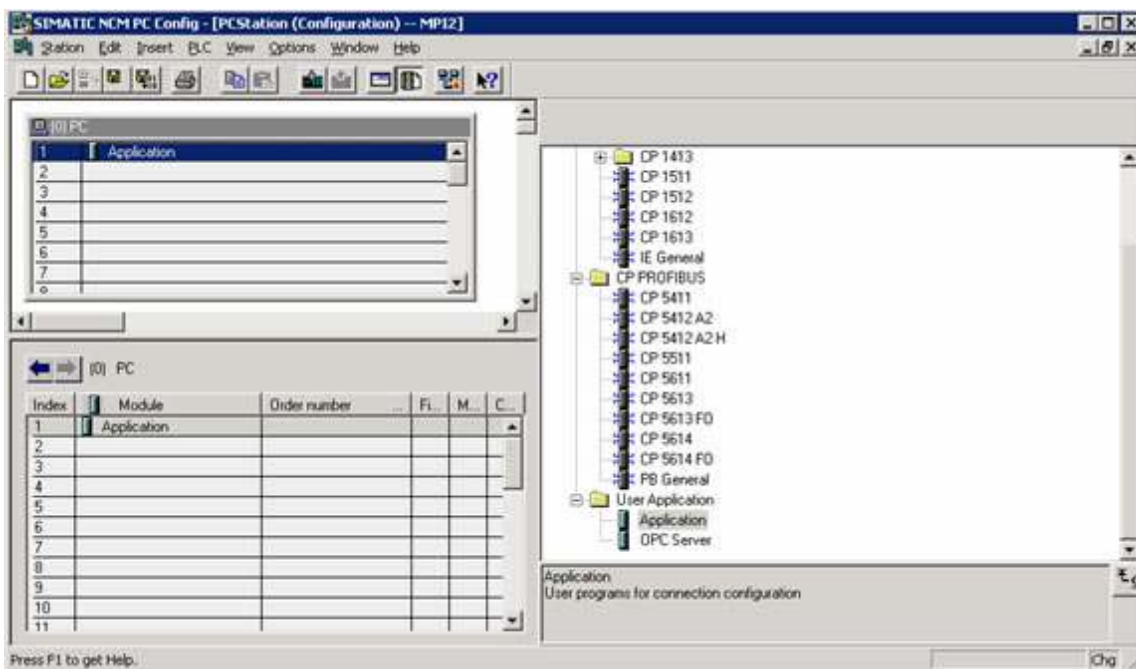 SIMATIC NCM PC Config - [PCStation (Configuration) -- MPI2]
Station Edit Insert PLC View Options Window Help
(0) PC
1 Application
2
3
4
5
6
7
8
CP 1413
CP 1511
CP 1512
CP 1612
CP 1613
IE General
CP PROFIBUS
CP 5411
CP 5412 A2
CP 5412 A2 H
CP 5511
CP 5611
CP 5613
CP 5613 FO
CP 5614
CP 5614 FO
PB General
User Application
Application
OPC Server
(0) PC
Index Module Order number ... Fi... M... C...
1 Application
2
3
4
5
6
7
8
9
10
11
Application
User programs for connection configuration
Press F1 to get Help.
Chg